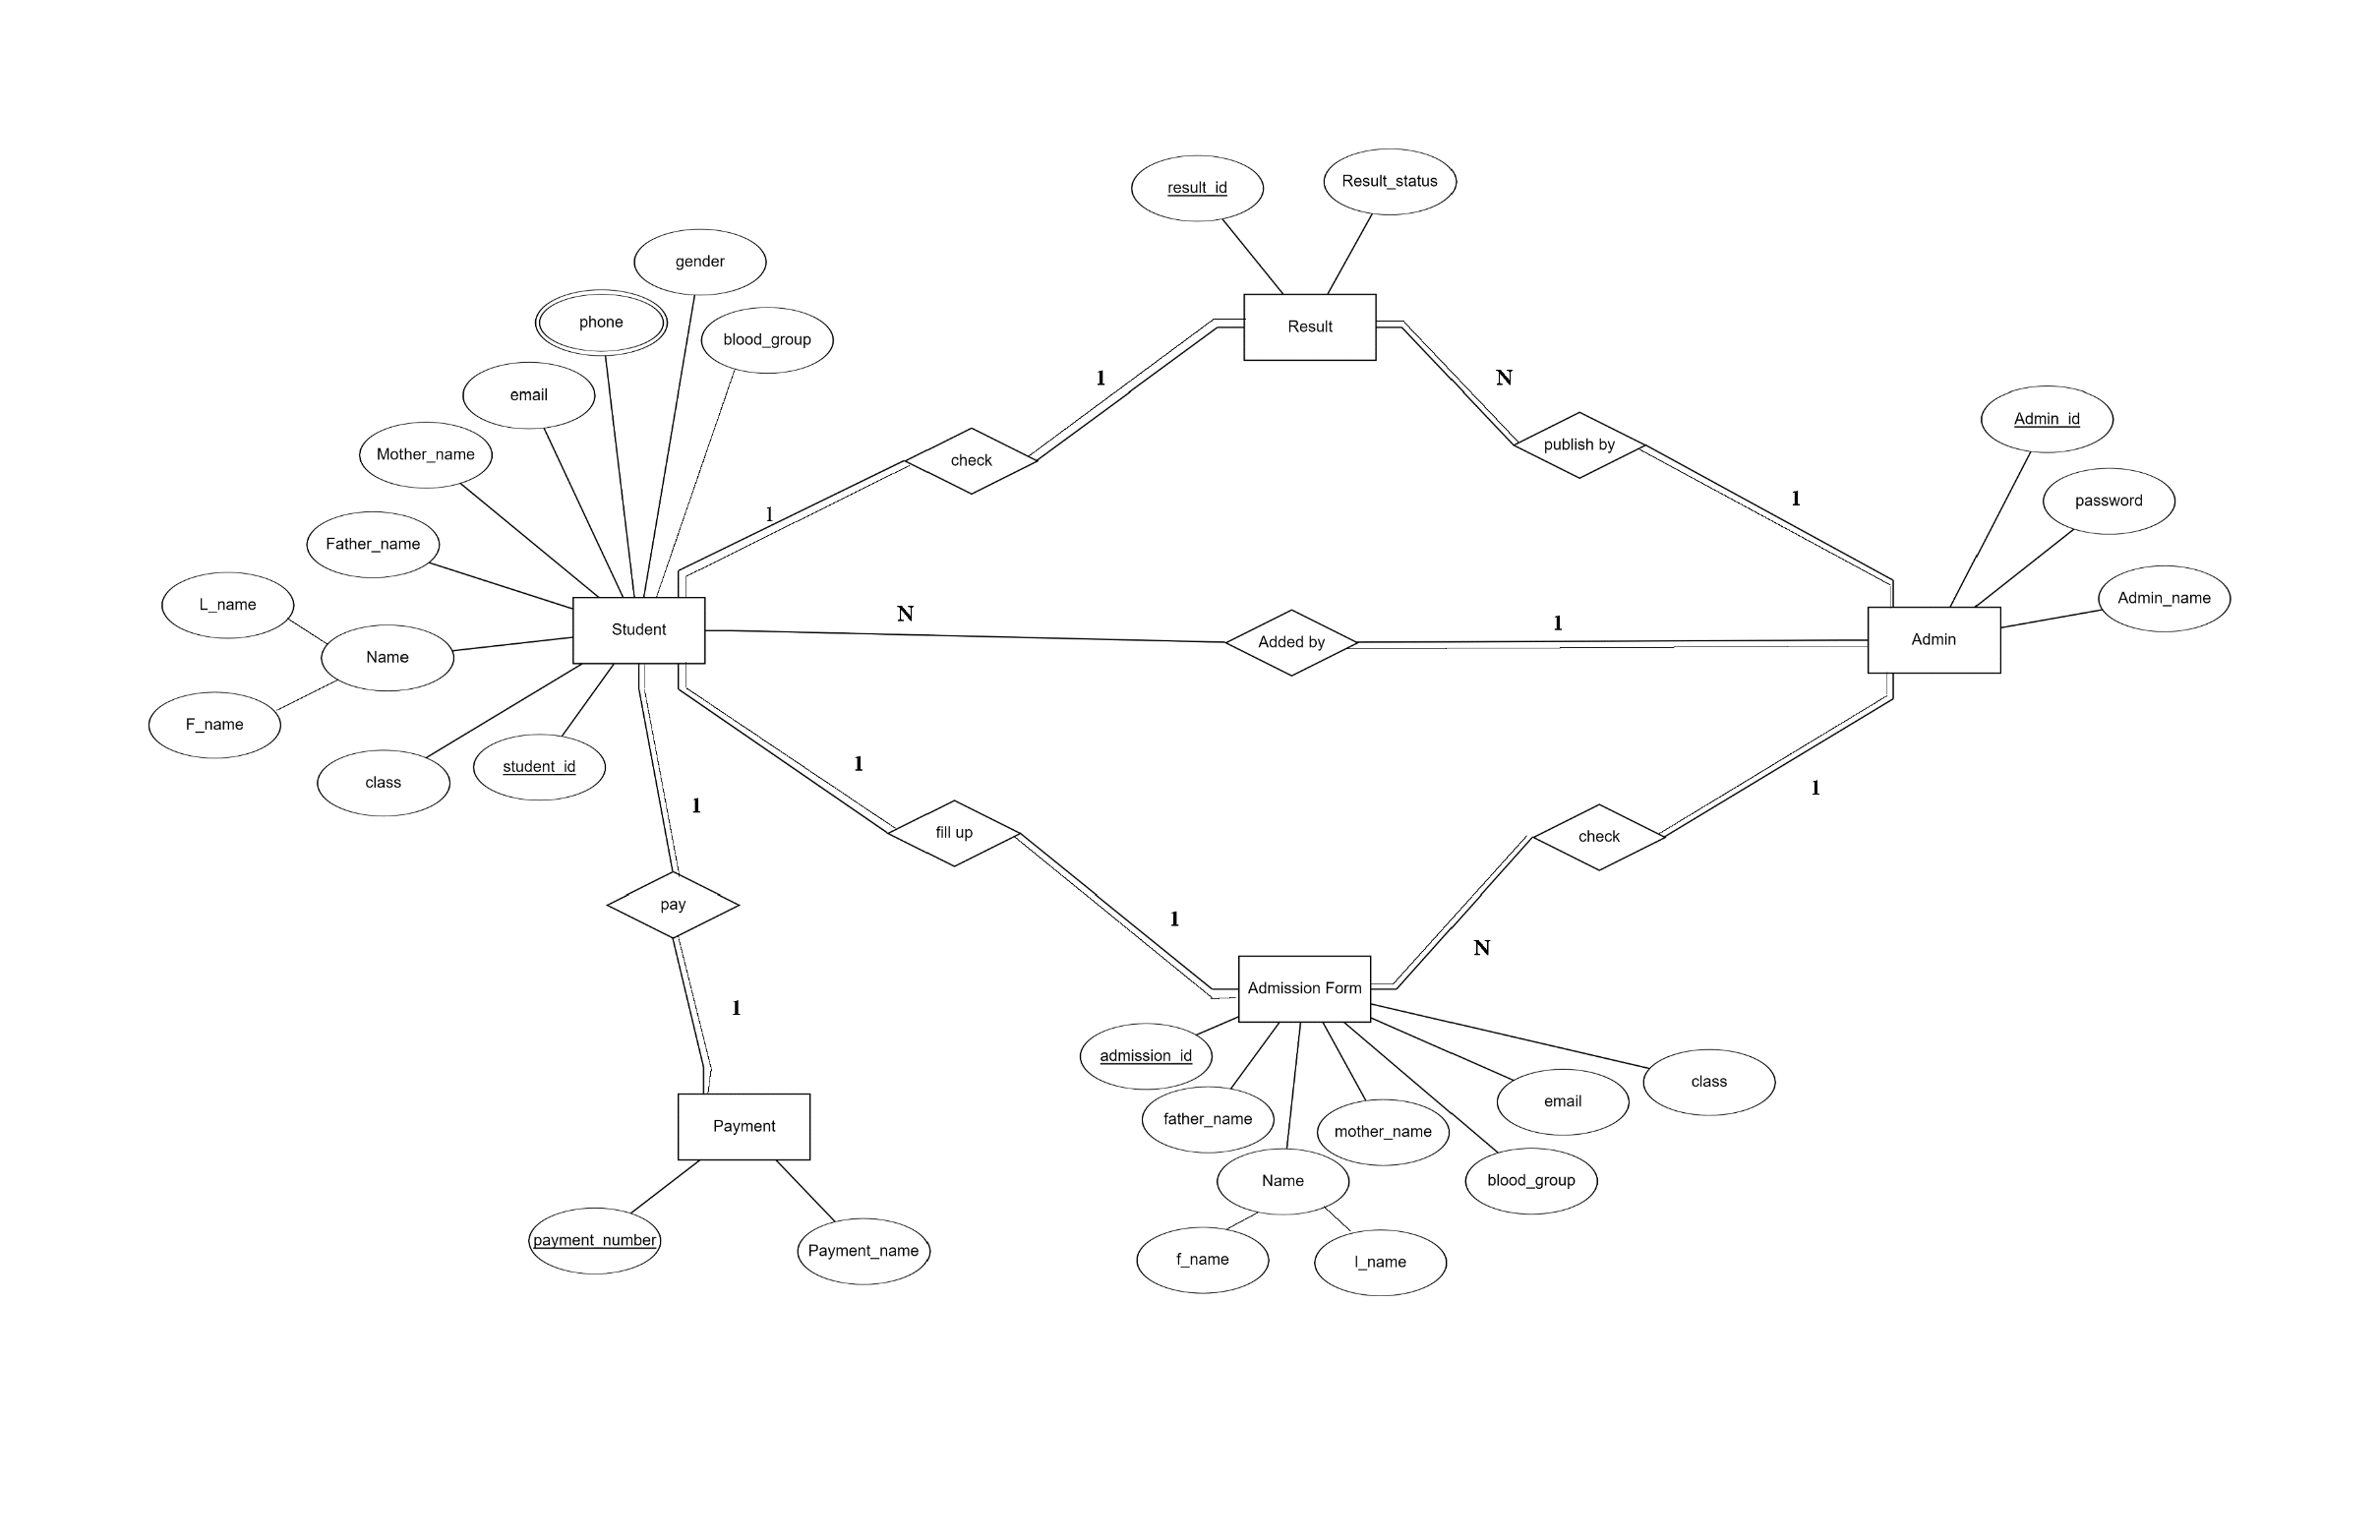 result_id
Result_status
gender
phone
blood_group
Result
email
1
N
Admin_id
Mother_name
publish by
check
password
1
1
Father_name
Admin_name
L_name
N
1
Student
Added by
Admin
Name
F_name
1
student_id
class
1
1
fill up
check
pay
1
N
Admission Form
1
admission_id
class
email
father_name
Payment
mother_name
Name
blood_group
payment_number
Payment_name
f_name
l_name